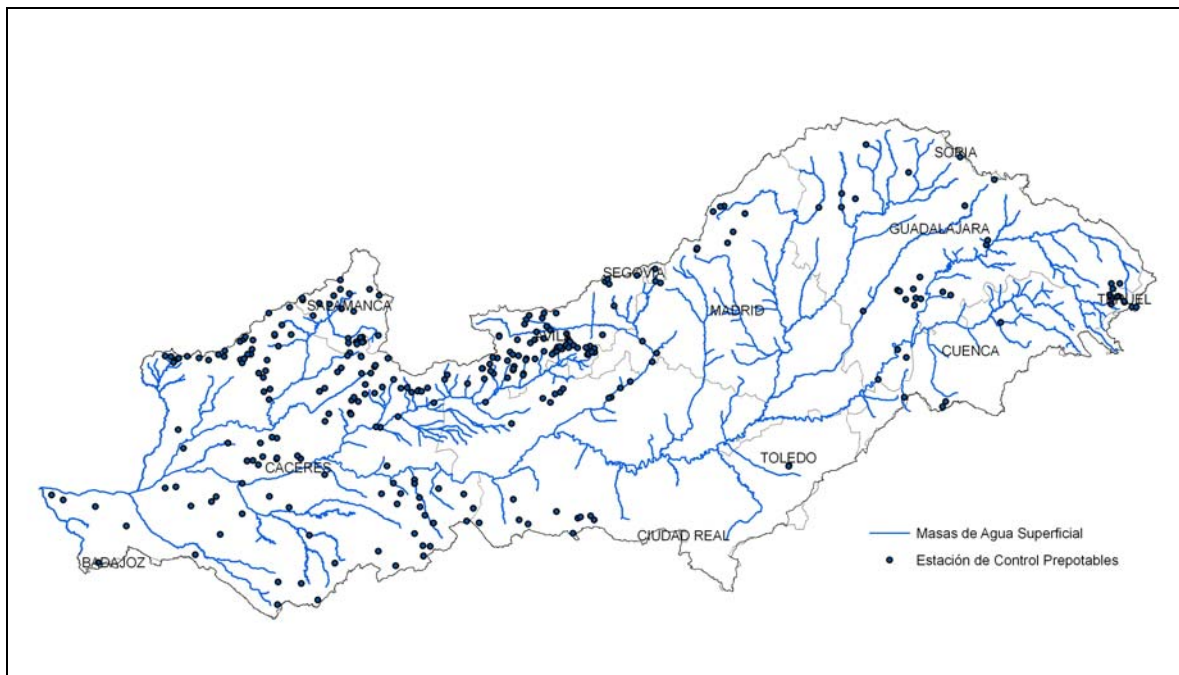 SORIA
GUADALAJARA
SEGOVIA
TERUEL
SALAMANCA
MADRID
AVILA
CUENCA
TOLEDO
CACERES
CIUDAD REAL
Masas de Agua Superficial
BADAJOZ
Estación de Control Prepotables